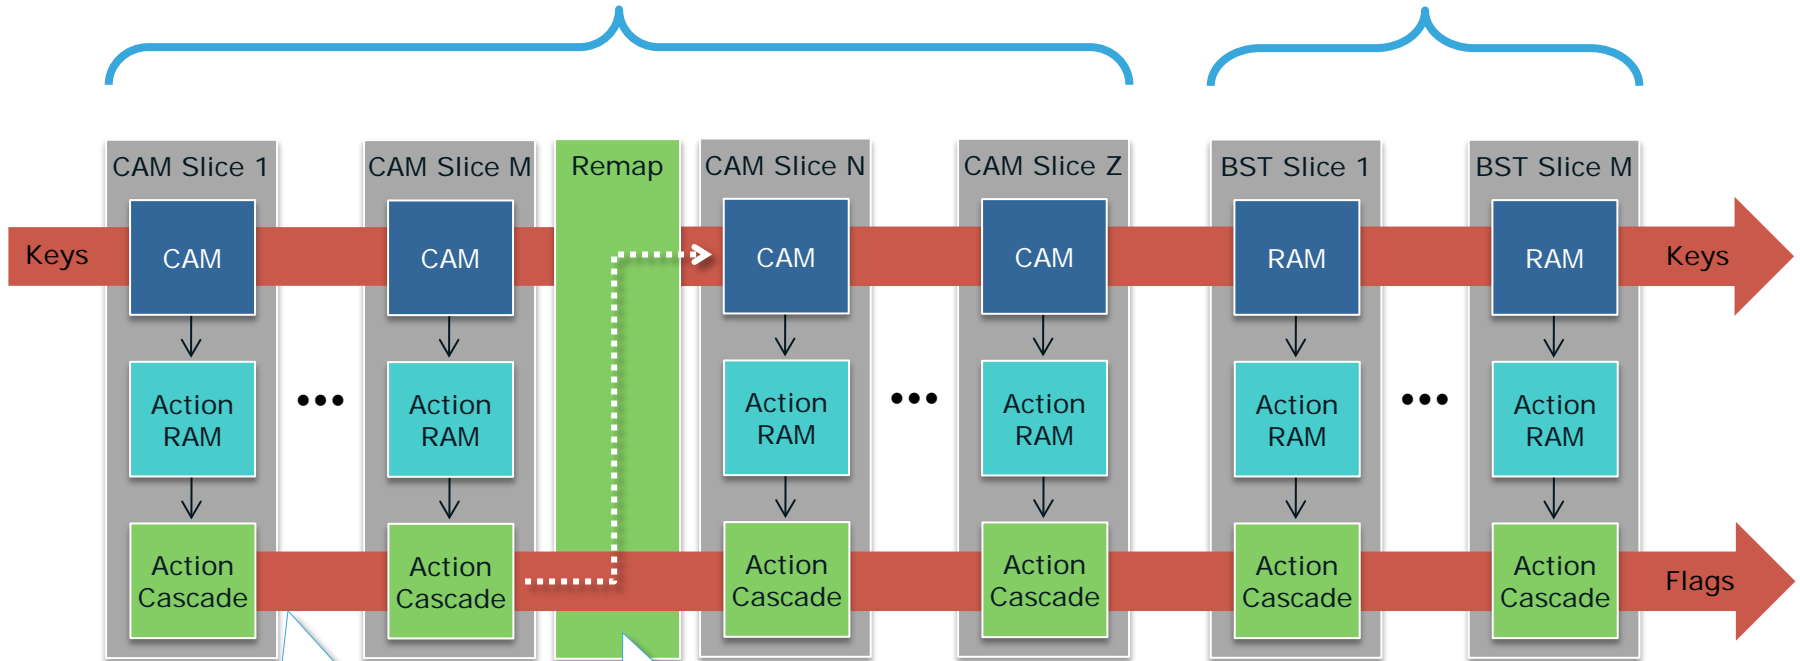 CAM Slice 1
CAM Slice M
Remap
CAM Slice N
CAM Slice Z
BST Slice 1
BST Slice M
Keys
CAM
CAM
CAM
CAM
RAM
RAM
Keys
Action
RAM
•••
Action
RAM
Action
RAM
•••
Action
RAM
Action
RAM
•••
Action
RAM
Action
Cascade
Action
Cascade
Action
Cascade
Action
Cascade
Action
Cascade
Action
Cascade
Flags